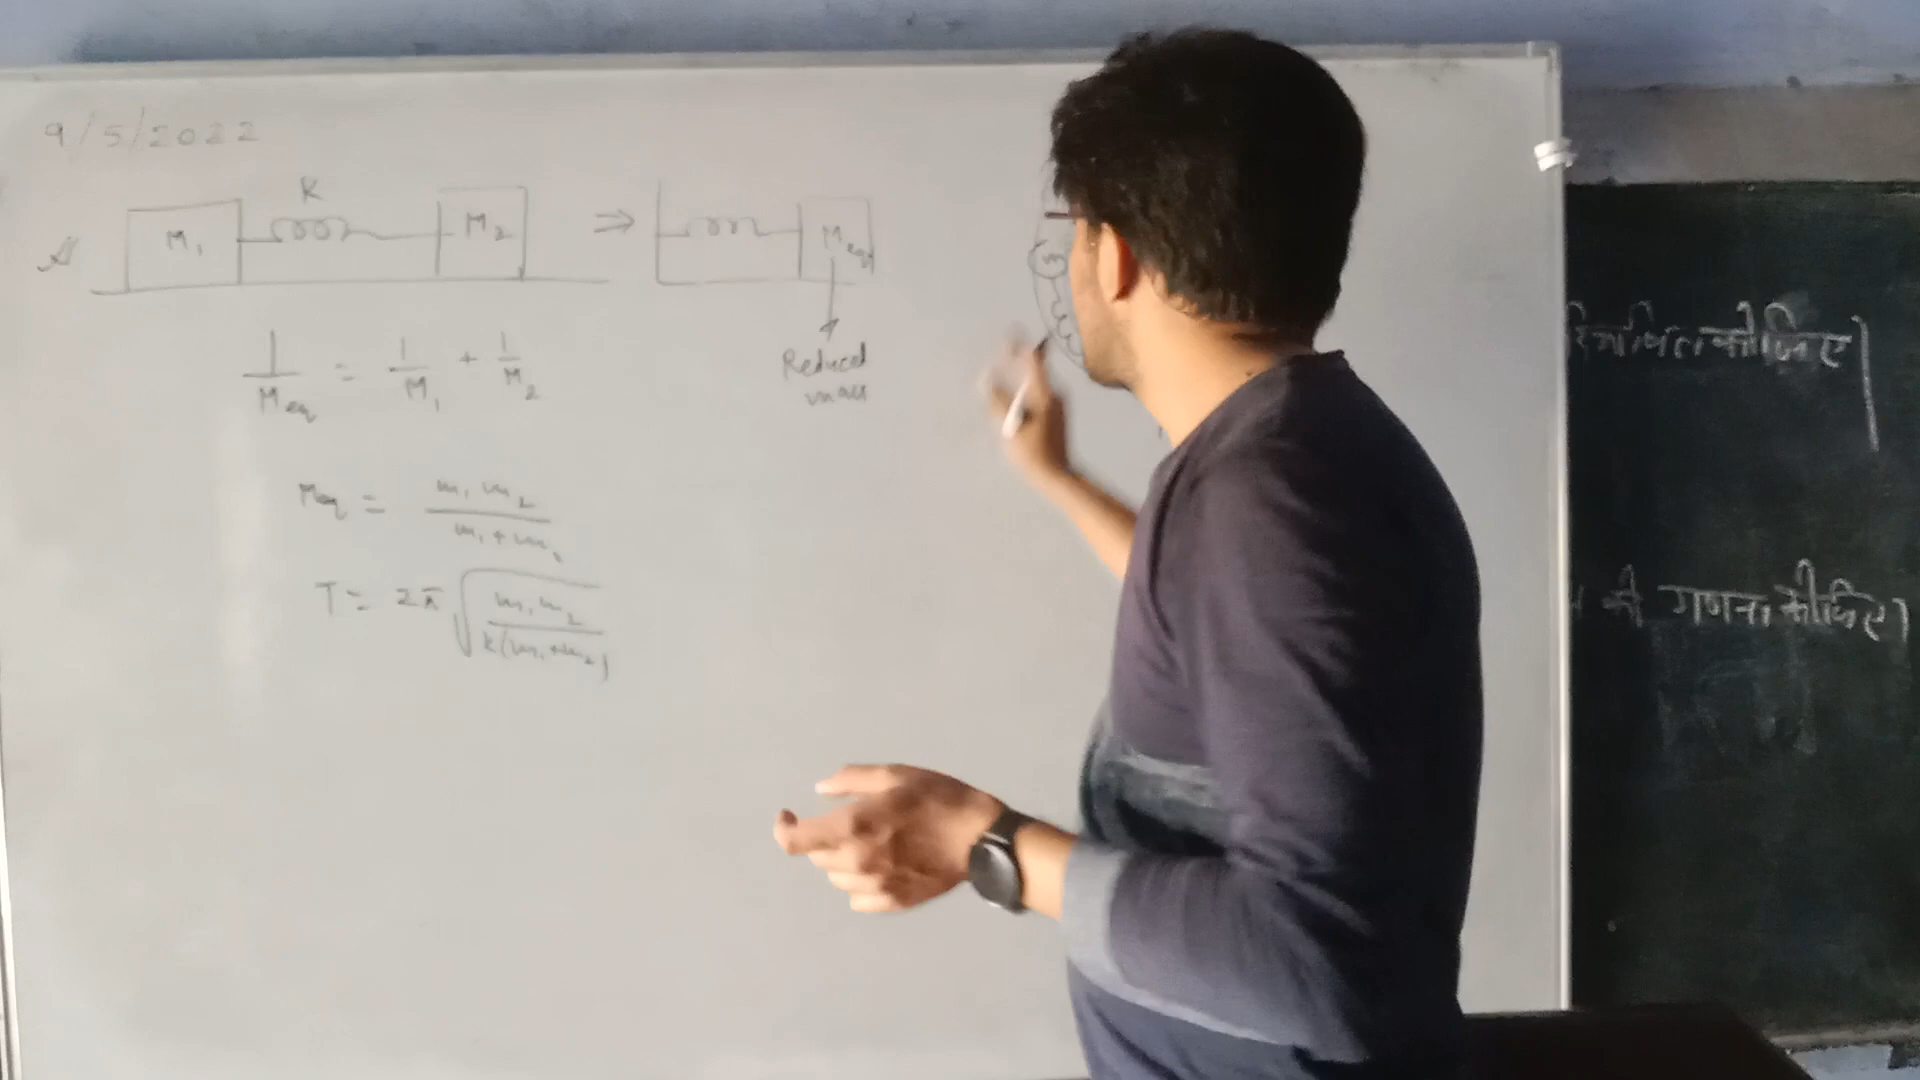 9/5/2022
K
M₁ M₂ ⇒ Meq
1/Meq = 1/M₁ + 1/M₂
Reduced
mass
Meq = m₁ m₂ / m₁ + m₂
T = 2π √(m₁ m₂ / k(m₁ + m₂))
m
की गणना कीजिए।